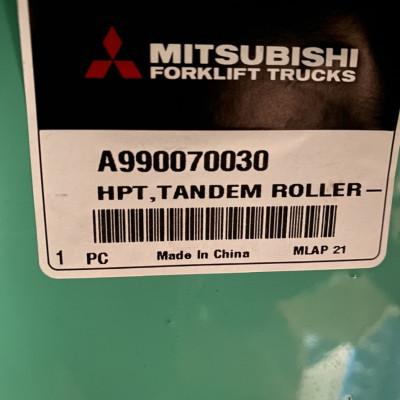 MITSUBISHI
FORKLIFT TRUCKS
A990070030
HPT,TANDEM ROLLER-
1 PC Made In China MLAP 21